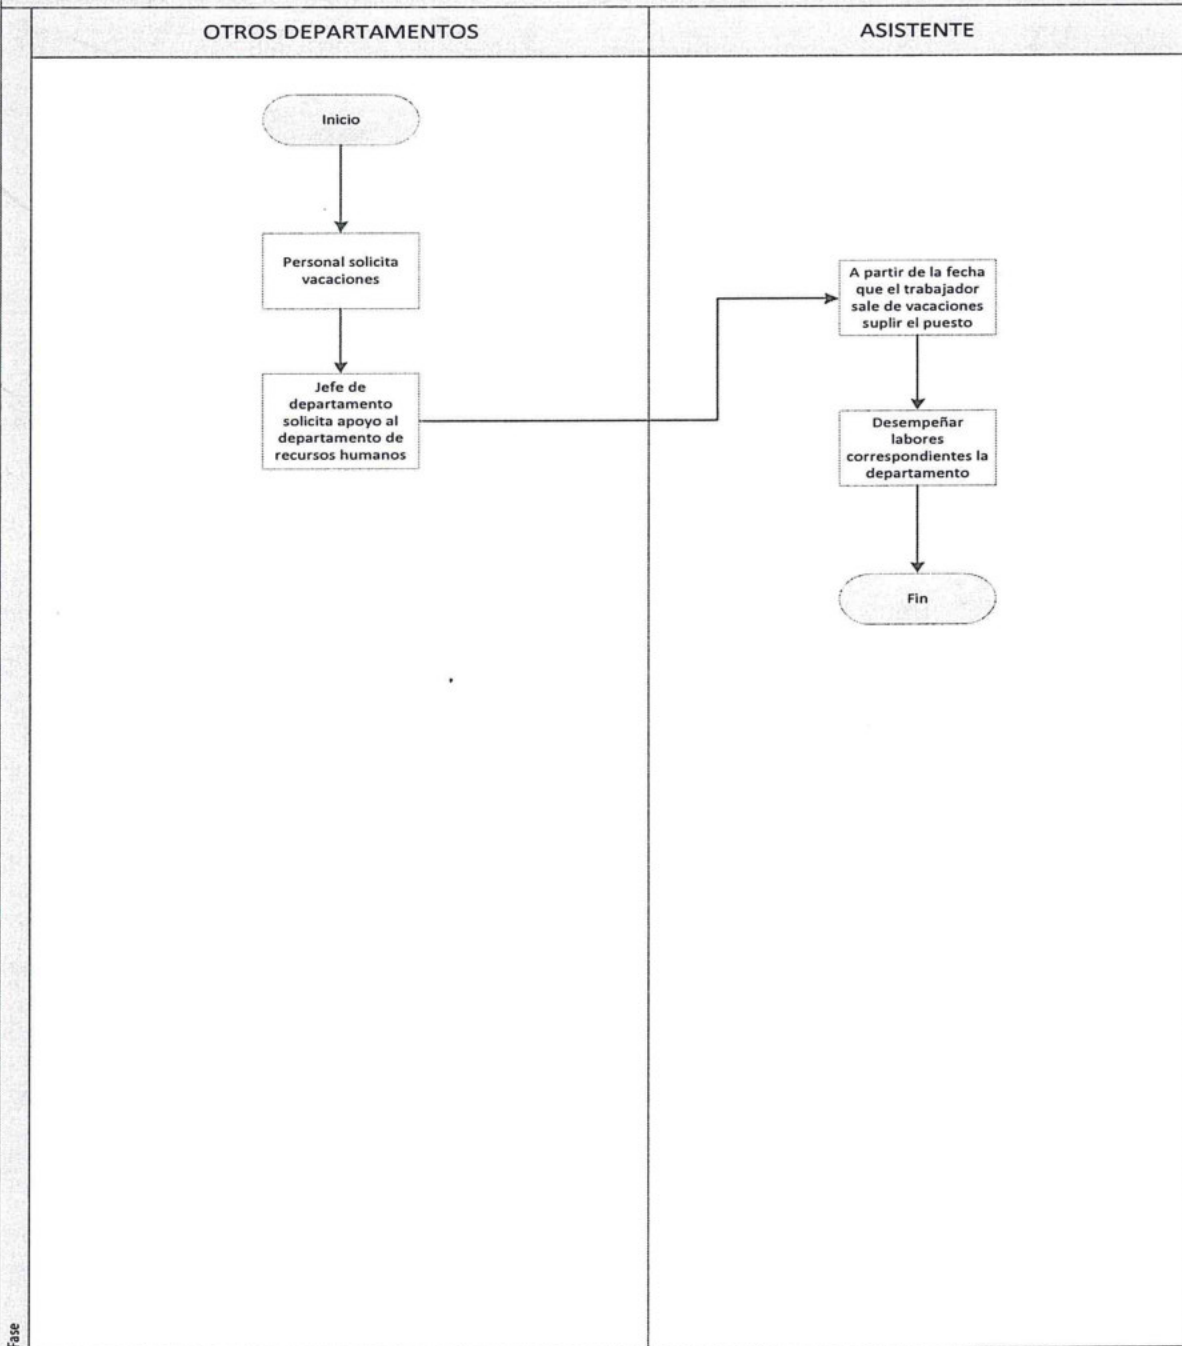 OTROS DEPARTAMENTOS
ASISTENTE
Inicio
Personal solicita
vacaciones
Jefe de
departamento
solicita apoyo al
departamento de
recursos humanos
A partir de la fecha
que el trabajador
sale de vacaciones
suplir el puesto
Desempeñar
labores
correspondientes la
departamento
Fin
Fase